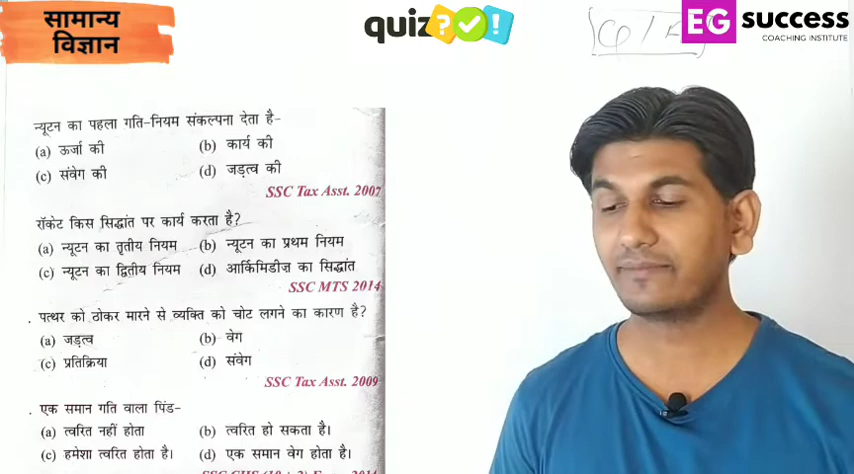 सामान्य
विज्ञान
quiz ? !
EG success
COACHING INSTITUTE
न्यूटन का पहला गति-नियम संकल्पना देता है-
(a) ऊर्जा की (b) कार्य की
(c) संवेग की (d) जड़त्व की
SSC Tax Asst. 2007
रॉकेट किस सिद्धांत पर कार्य करता है?
(a) न्यूटन का तृतीय नियम (b) न्यूटन का प्रथम नियम
(c) न्यूटन का द्वितीय नियम (d) आर्किमिडीज़ का सिद्धांत
SSC MTS 2014
पत्थर को ठोकर मारने से व्यक्ति को चोट लगने का कारण है?
(a) जड़त्व (b) वेग
(c) प्रतिक्रिया (d) संवेग
SSC Tax Asst. 2009
एक समान गति वाला पिंड-
(a) त्वरित नहीं होता (b) त्वरित हो सकता है।
(c) हमेशा त्वरित होता है। (d) एक समान वेग होता है।